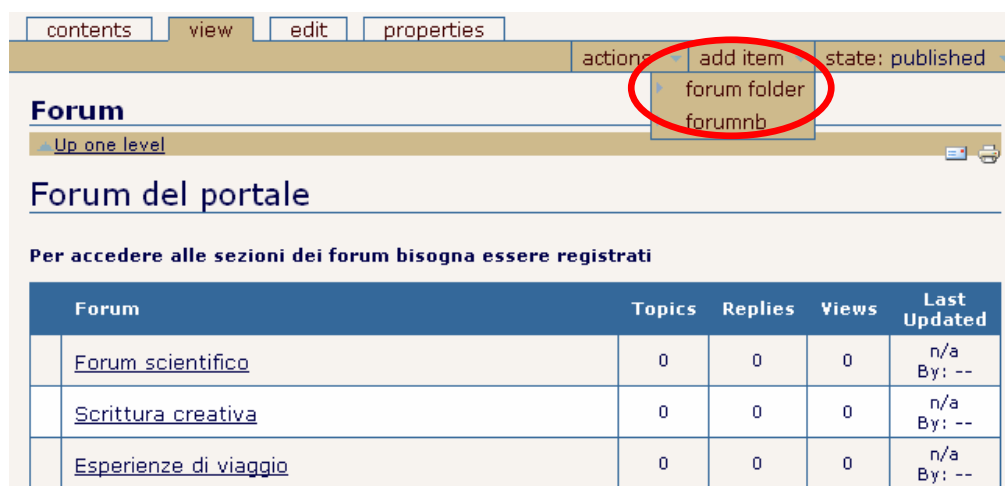 contents view edit properties
actions add item state: published
forum folder
forumnb
Forum
Up one level
Forum del portale
Per accedere alle sezioni dei forum bisogna essere registrati
Forum Topics Replies Views Last Updated
Forum scientifico 0 0 0 n/a
By: --
Scrittura creativa 0 0 0 n/a
By: --
Esperienze di viaggio 0 0 0 n/a
By: --